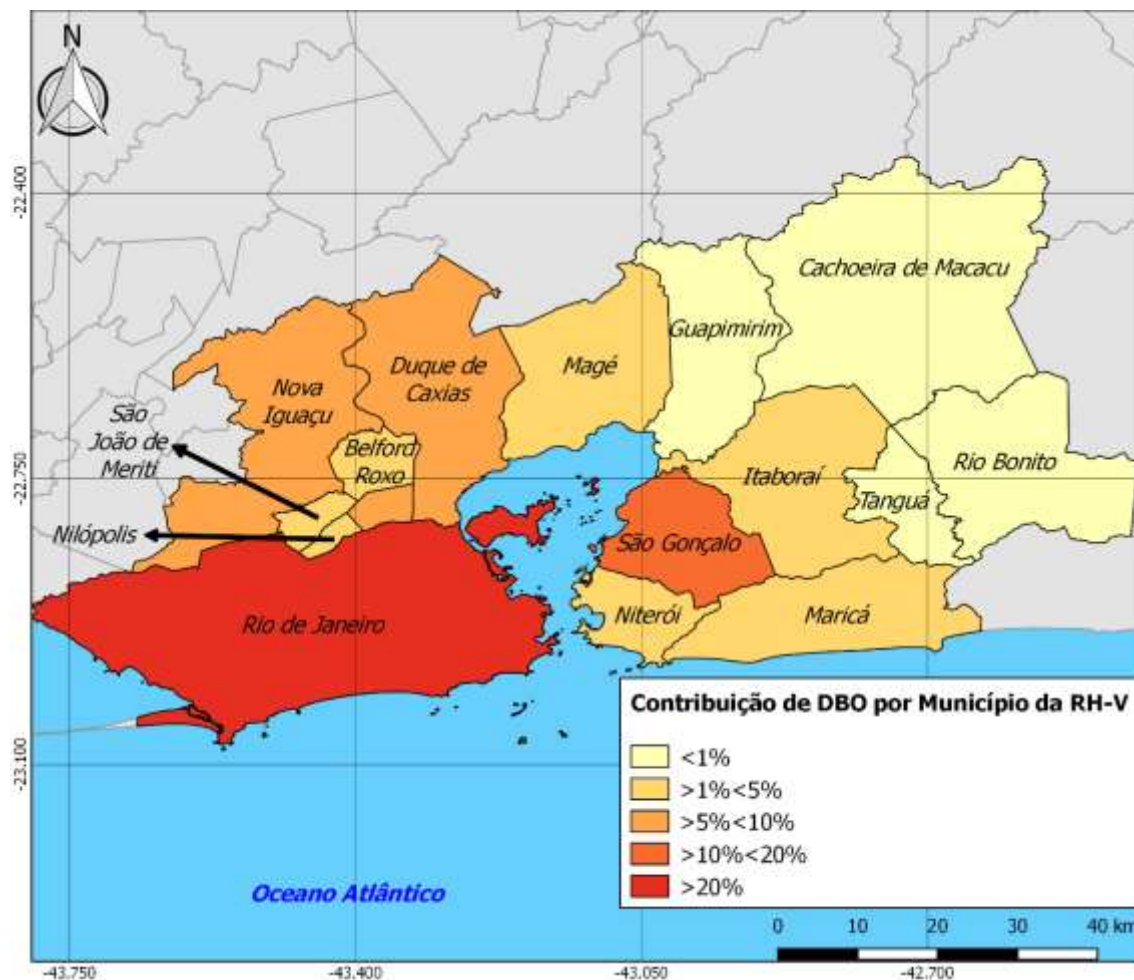 N
-22.400
-22.750
-23.100
Cachoeira de Macacu
Guapimirim
Magé
Duque de
Caxias
Nova
Iguaçu
São
João de
Meriti
Belford
Roxo
Rio Bonito
Itaboraí
Tanguá
Nilópolis
São Gonçalo
Niterói
Maricá
Rio de Janeiro
Contribuição de DBO por Município da RH-V
<1%
>1%<5%
>5%<10%
>10%<20%
>20%
Oceano Atlântico
0 10 20 30 40 km
-43.750 -43.400 -43.050 -42.700